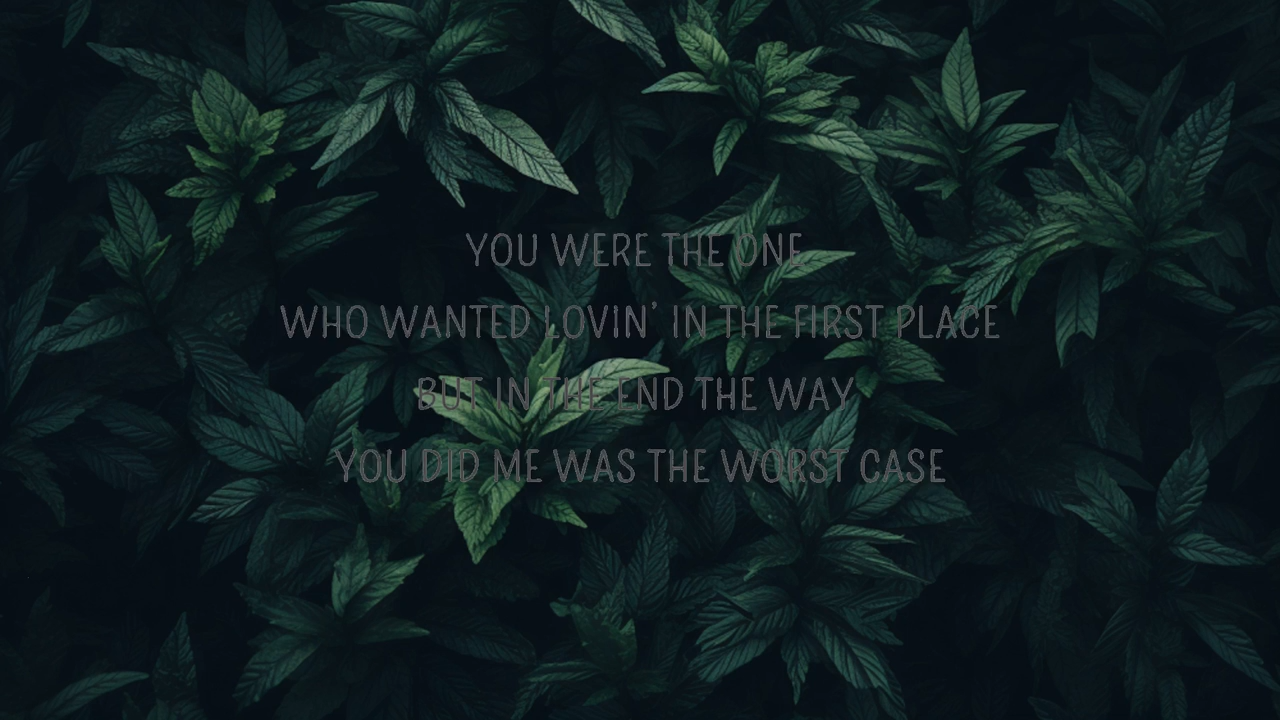 YOU WERE THE ONE
WHO WANTED LOVIN’ IN THE FIRST PLACE
BUT IN THE END THE WAY
YOU DID ME WAS THE WORST CASE